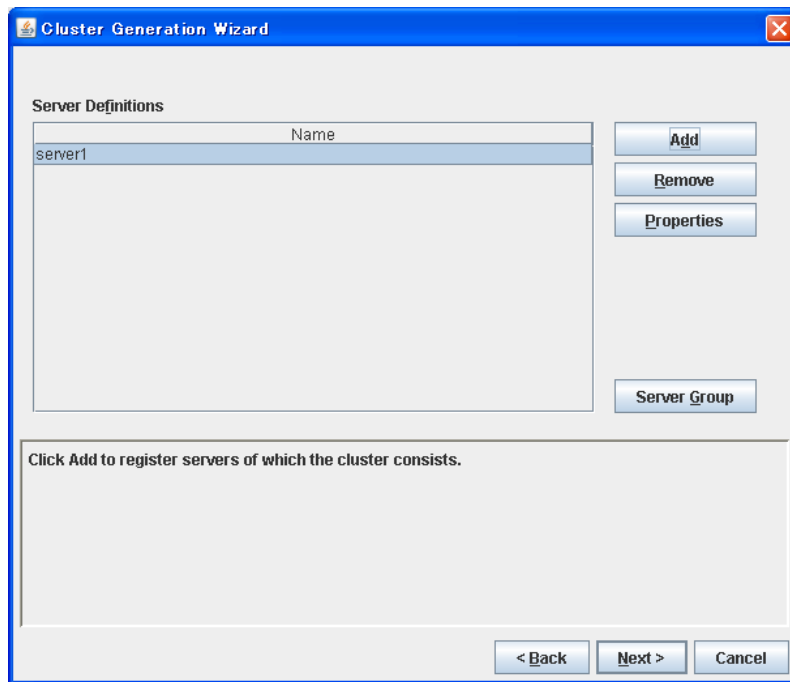 Cluster Generation Wizard
Server Definitions
Name
server1
Add
Remove
Properties
Server Group
Click Add to register servers of which the cluster consists.
< Back
Next >
Cancel